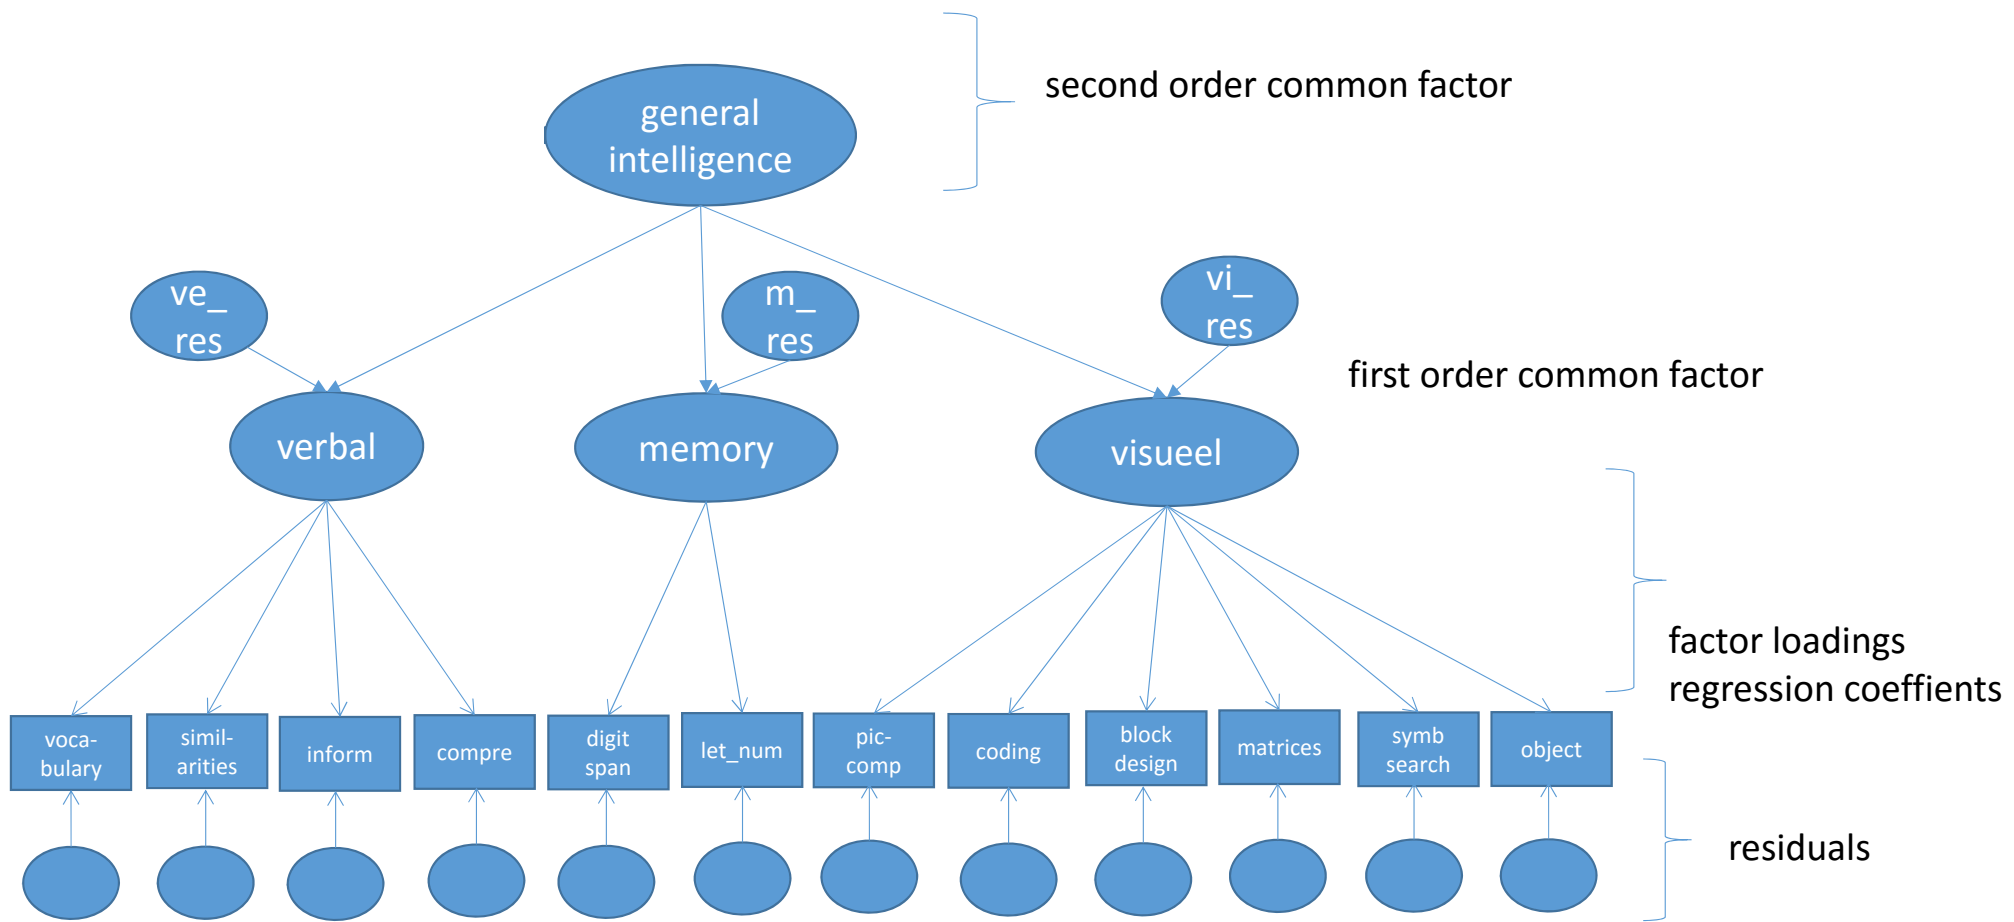 second order common factor
general
intelligence
ve_
res
m_
res
vi_
res
first order common factor
verbal
memory
visueel
factor loadings
regression coeffients
voca-
bulary
simil-
arities
inform
compre
digit
span
let_num
pic-
comp
coding
block
design
matrices
symb
search
object
residuals